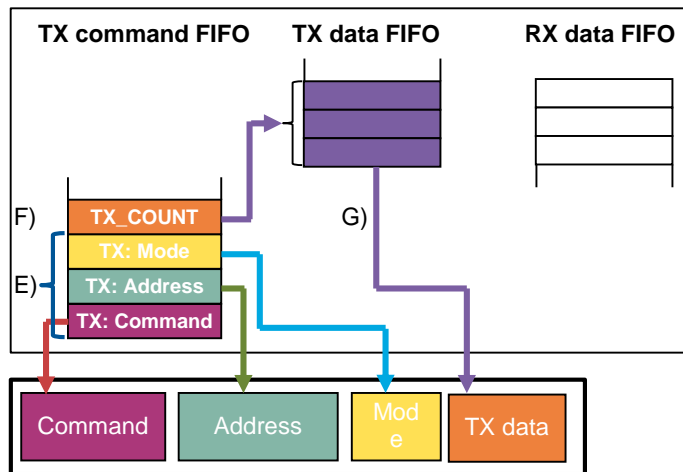 TX command FIFO
TX data FIFO
RX data FIFO
F)
TX_COUNT
G)
TX: Mode
E)
TX: Address
TX: Command
Command
Address
Mod
e
TX data